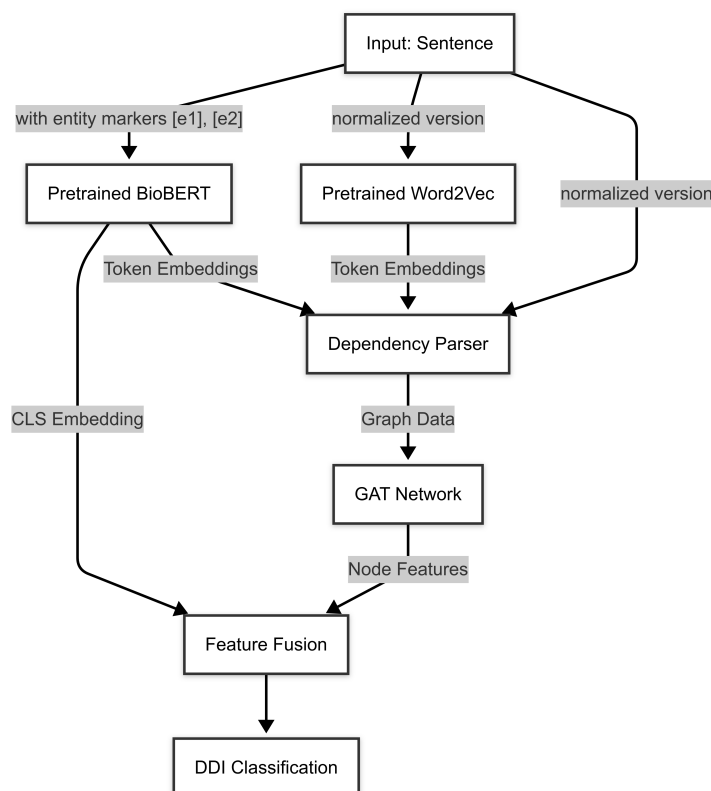 Input: Sentence
with entity markers [e1], [e2]
normalized version
Pretrained BioBERT
Pretrained Word2Vec
normalized version
Token Embeddings
Token Embeddings
Dependency Parser
CLS Embedding
Graph Data
GAT Network
Node Features
Feature Fusion
DDI Classification